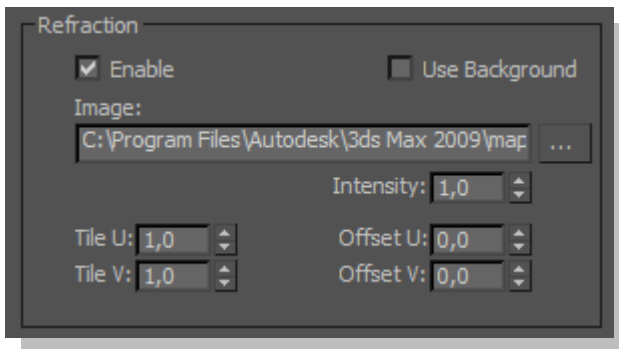 Refraction
Enable Use Background
Image:
C:\Program Files\Autodesk\3ds Max 2009\map ...
Intensity: 1,0
Tile U: 1,0 Offset U: 0,0
Tile V: 1,0 Offset V: 0,0